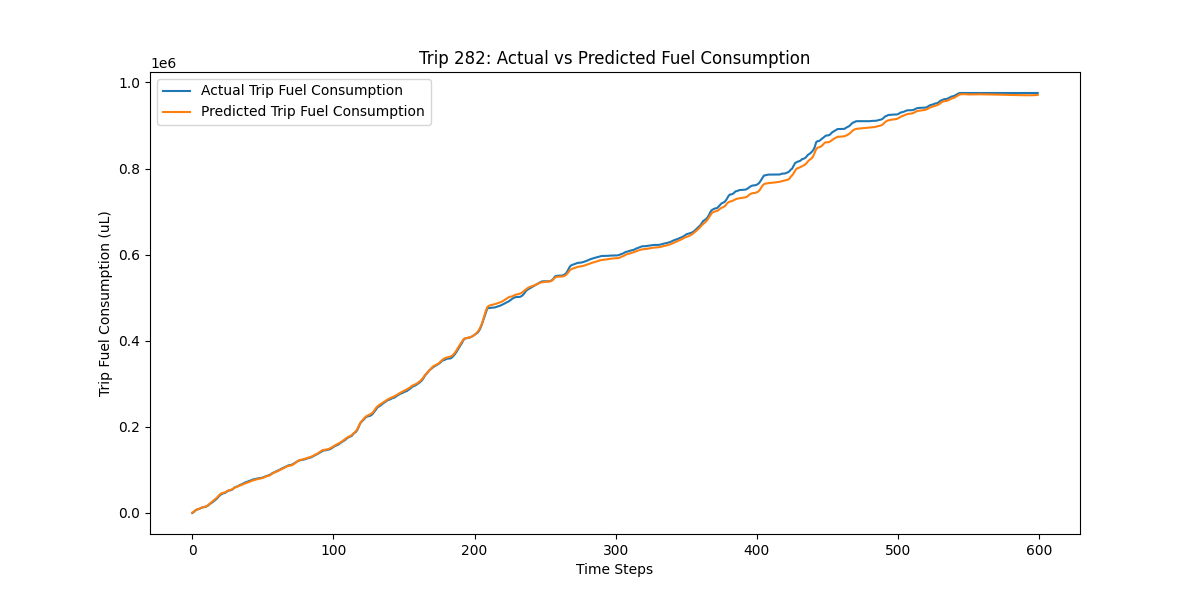 Trip 282: Actual vs Predicted Fuel Consumption
1e6
Actual Trip Fuel Consumption
Predicted Trip Fuel Consumption
Trip Fuel Consumption (uL)
1.0
0.8
0.6
0.4
0.2
0.0
0 100 200 300 400 500 600
Time Steps